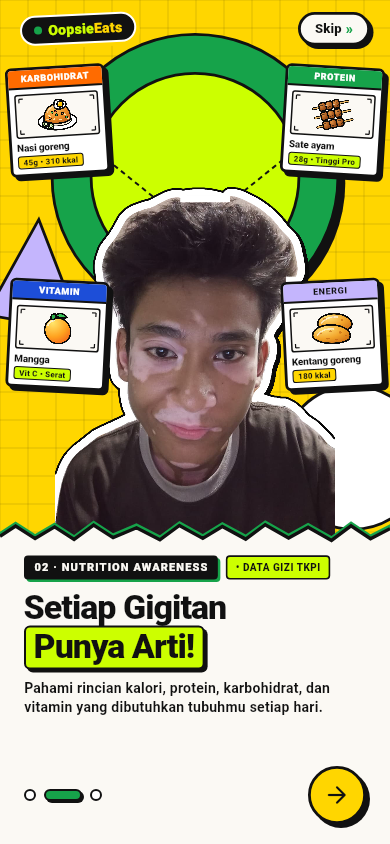 OopsieEats
Skip »
KARBOHIDRAT
Nasi goreng
45g • 310 kkal
PROTEIN
Sate ayam
28g • Tinggi Pro
VITAMIN
Mangga
Vit C • Serat
ENERGI
Kentang goreng
180 kkal
02 • NUTRITION AWARENESS
• DATA GIZI TKPI
Setiap Gigitan
Punya Arti!
Pahami rincian kalori, protein, karbohidrat, dan
vitamin yang dibutuhkan tubuhmu setiap hari.